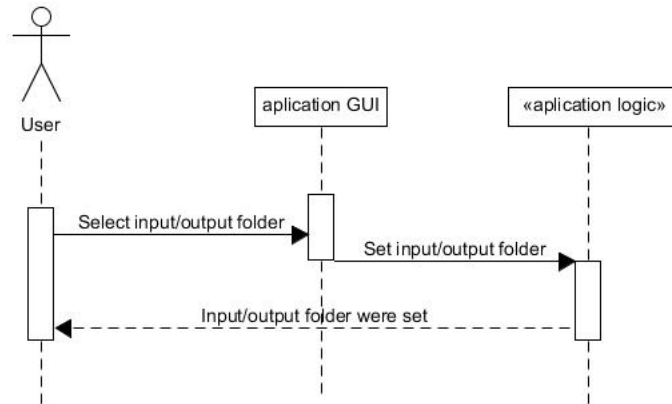 User
aplication GUI
«aplication logic»
Select input/output folder
Set input/output folder
Input/output folder were set